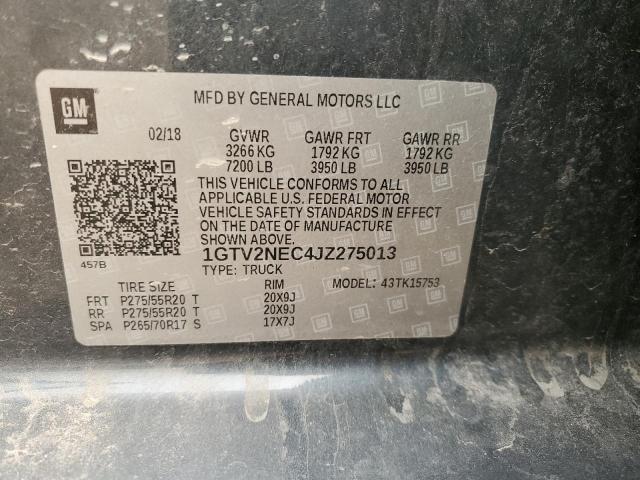 GM
MFD BY GENERAL MOTORS LLC
02/18 GVWR GAWR FRT GAWR RR
3266 KG 1792 KG 1792 KG
7200 LB 3950 LB 3950 LB
THIS VEHICLE CONFORMS TO ALL
APPLICABLE U.S. FEDERAL MOTOR
VEHICLE SAFETY STANDARDS IN EFFECT
ON THE DATE OF MANUFACTURE
SHOWN ABOVE.
457B
1GTV2NEC4JZ275013
TYPE: TRUCK
TIRE SIZE RIM MODEL: 43TK15753
FRT P275/55R20 T 20X9J
RR P275/55R20 T 20X9J
SPA P265/70R17 S 17X7J